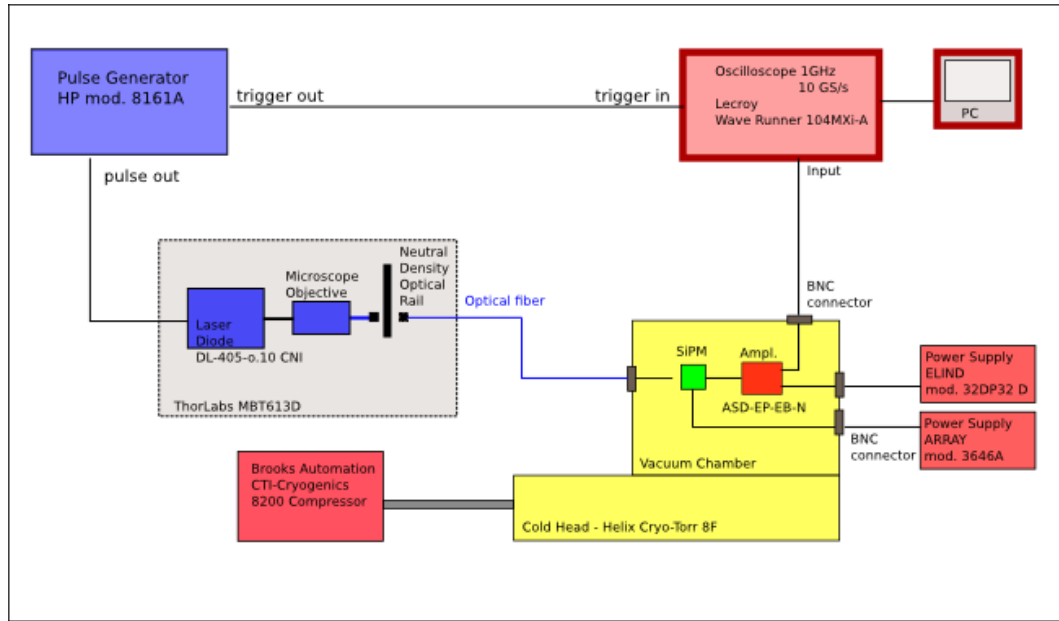 Pulse Generator
HP mod. 8161A
trigger out
trigger in
Oscilloscope 1GHz
10 GS/s
Lecroy
Wave Runner 104MXi-A
PC
pulse out
Input
Neutral
Density
Optical
Rail
Microscope
Objective
Laser
Diode
DL-405-o.10 CNI
ThorLabs MBT613D
Optical fiber
BNC
connector
SiPM
Ampl.
ASD-EP-EB-N
Power Supply
ELIND
mod. 32DP32 D
Power Supply
ARRAY
mod. 3646A
BNC
connector
Vacuum Chamber
Brooks Automation
CTI-Cryogenics
8200 Compressor
Cold Head - Helix Cryo-Torr 8F